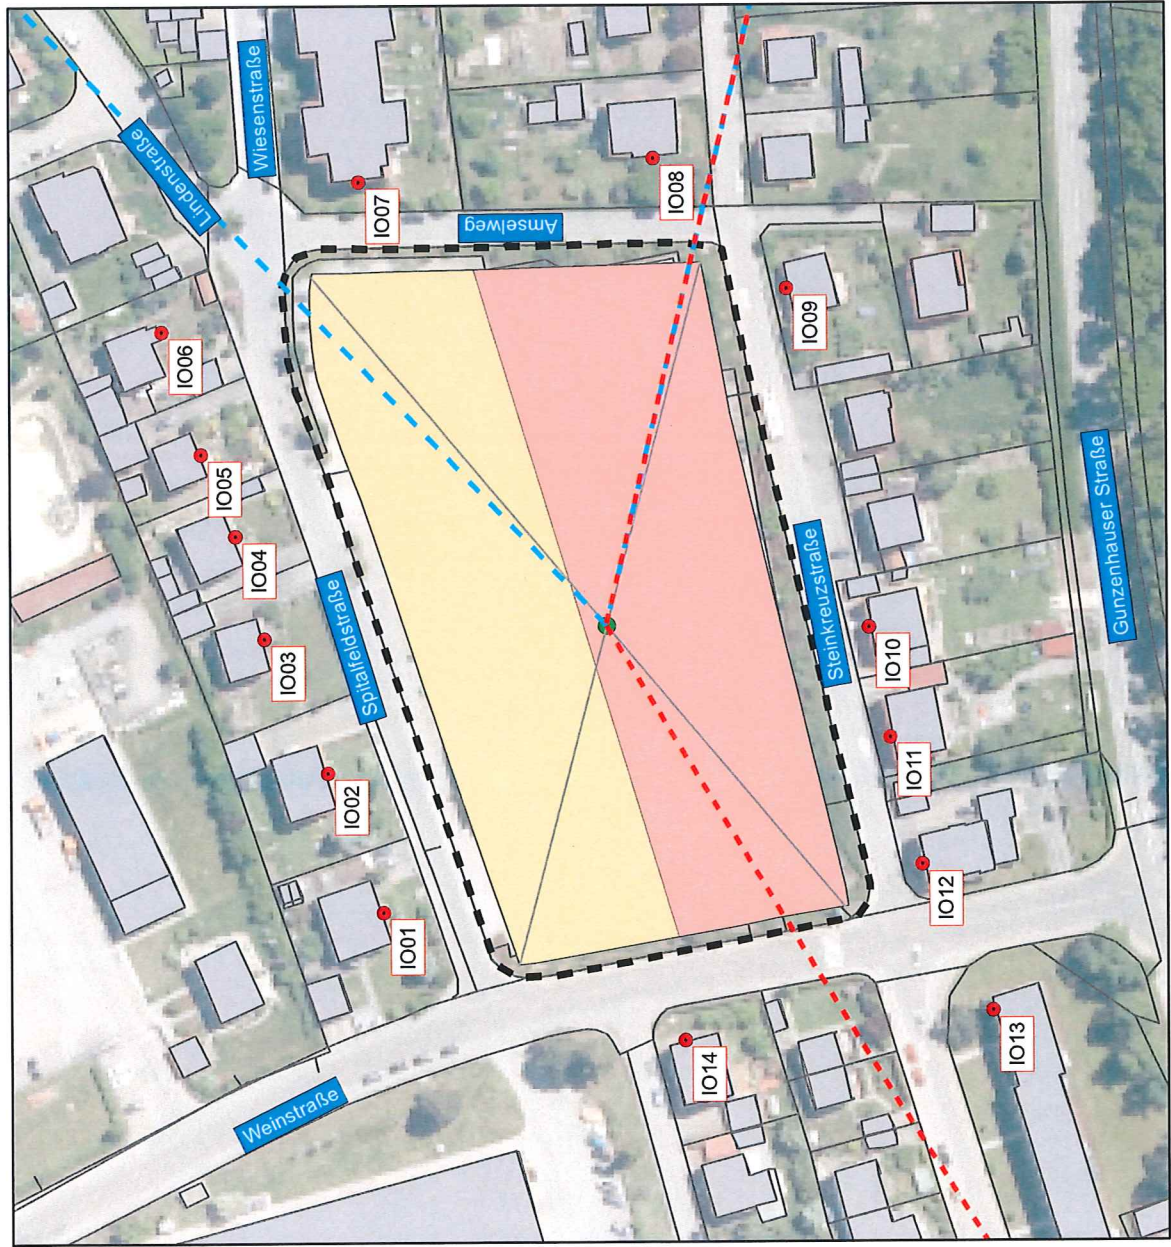 Lindenstraße
Wiesenstraße
IO07
IO08
Amselweg
IO06
IO05
IO04
IO03
IO02
IO01
Spitalfeldstraße
IO09
Steinkreuzstraße
IO10
IO11
IO12
Gunzenhauser Straße
IO13
IO14
Weinstraße